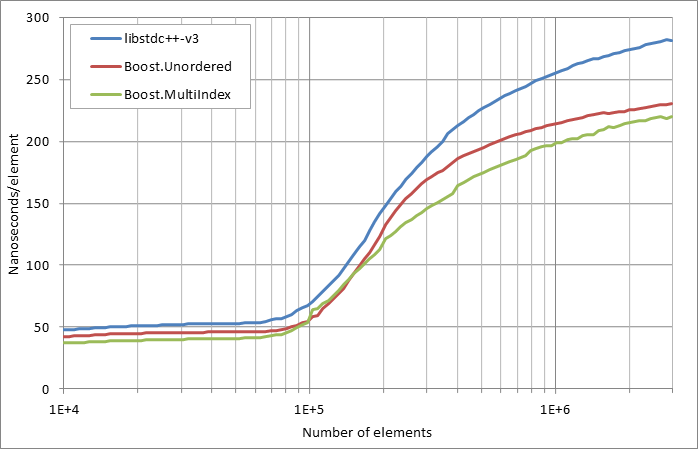 300
250
200
150
100
50
0
libstdc++-v3
Boost.Unordered
Boost.MultiIndex
Nanoseconds/element
1E+4 1E+5 1E+6
Number of elements